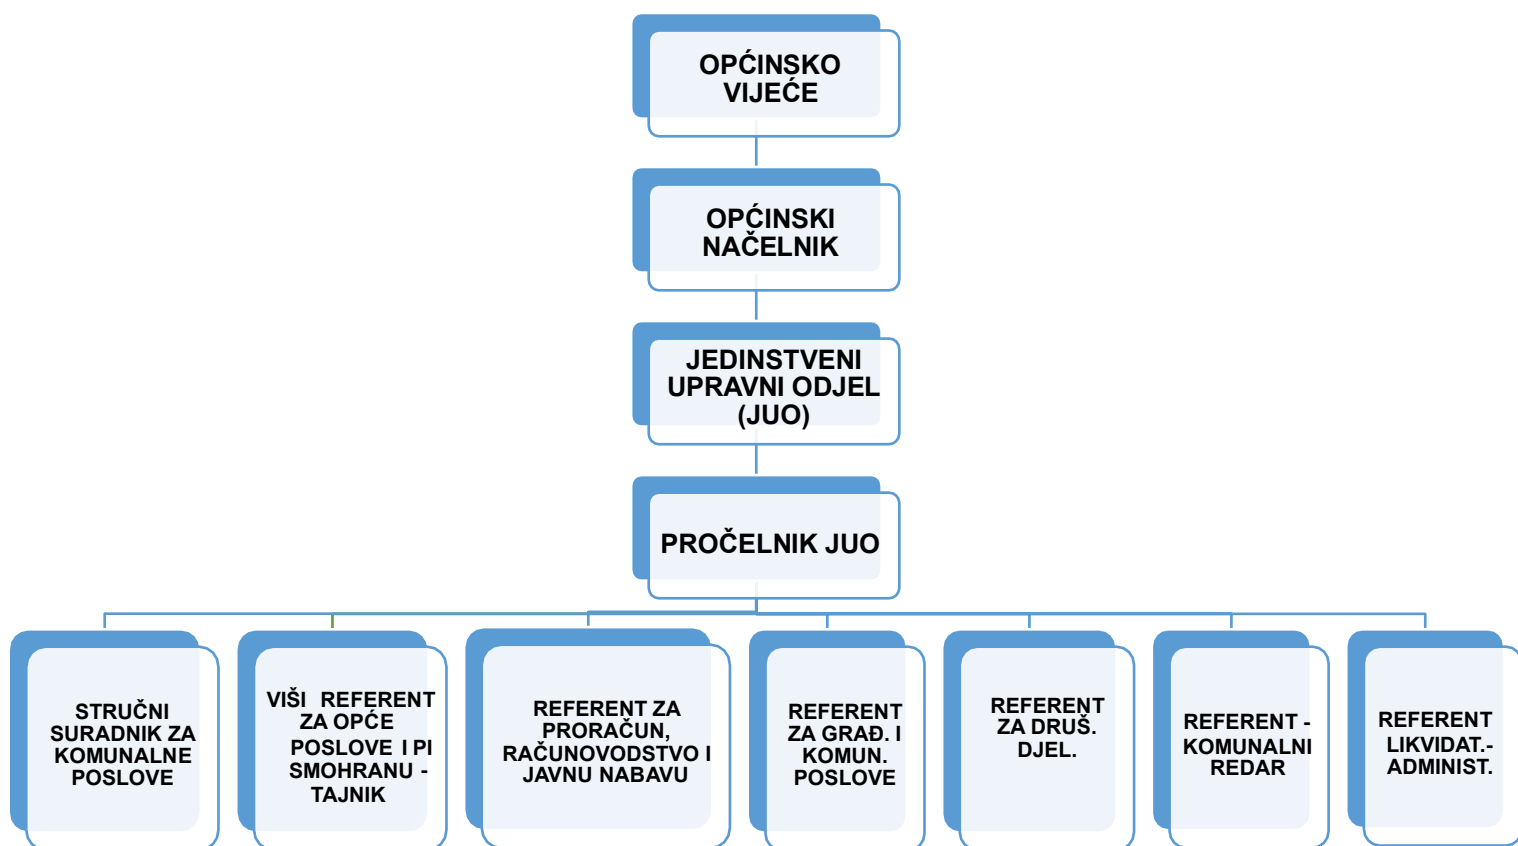 OPĆINSKO
VIJEĆE
OPĆINSKI
NAČELNIK
JEDINSTVENI
UPRAVNI ODJEL
(JUO)
PROČELNIK JUO
STRUČNI
SURADNIK ZA
KOMUNALNE
POSLOVE
VIŠI REFERENT
ZA OPĆE
POSLOVE I PI
SMOHRANU -
TAJNIK
REFERENT ZA
PRORAČUN,
RAČUNOVODSTVO I
JAVNU NABAVU
REFERENT
ZA GRAĐ. I
KOMUN.
POSLOVE
REFERENT
ZA DRUŠ.
DJEL.
REFERENT -
KOMUNALNI
REDAR
REFERENT
LIKVIDAT.-
ADMINIST.